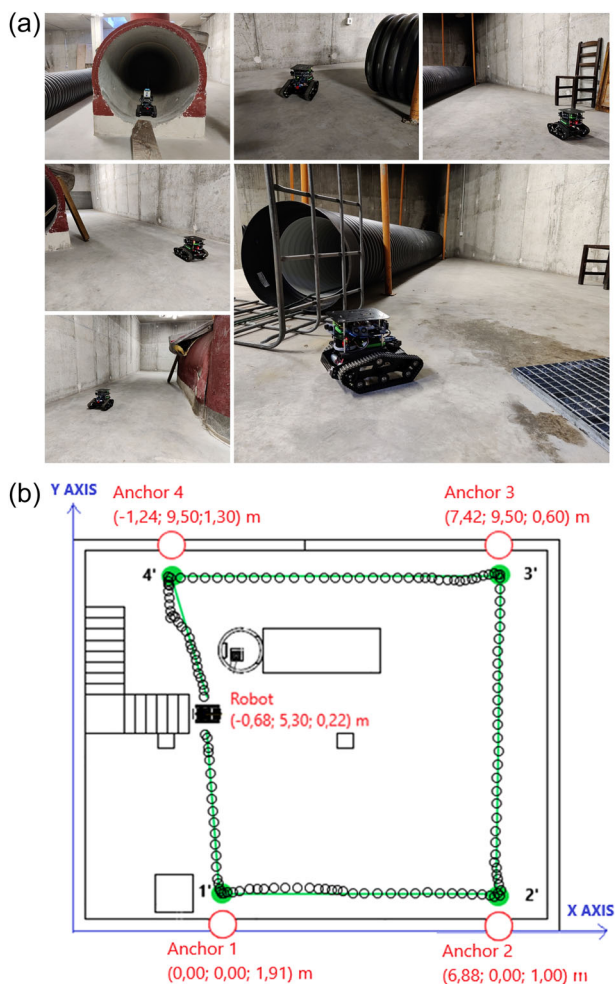 (a)
(b)
Y AXIS
Anchor 4
(-1,24; 9,50;1,30) m
Anchor 3
(7,42; 9,50; 0,60) m
4'
3'
Robot
(-0,68; 5,30; 0,22) m
1'
2'
X AXIS
Anchor 1
(0,00; 0,00; 1,91) m
Anchor 2
(6,88; 0,00; 1,00) m